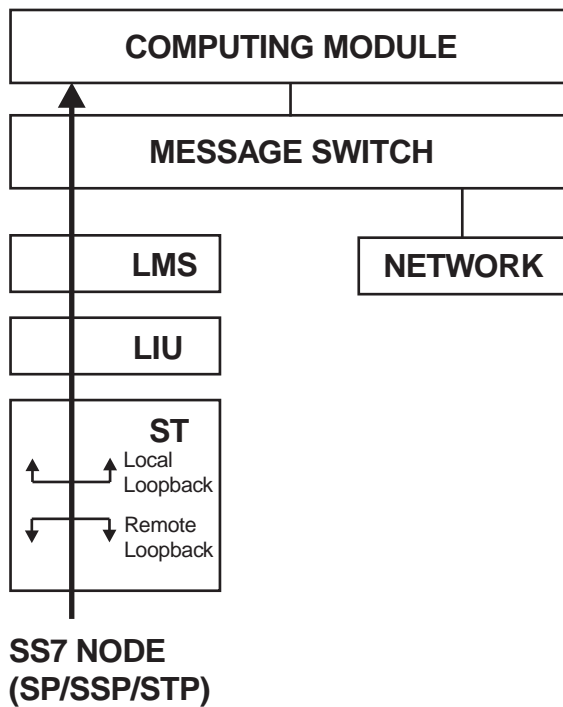 COMPUTING MODULE
MESSAGE SWITCH
LMS
NETWORK
LIU
ST
Local
Loopback
Remote
Loopback
SS7 NODE
(SP/SSP/STP)